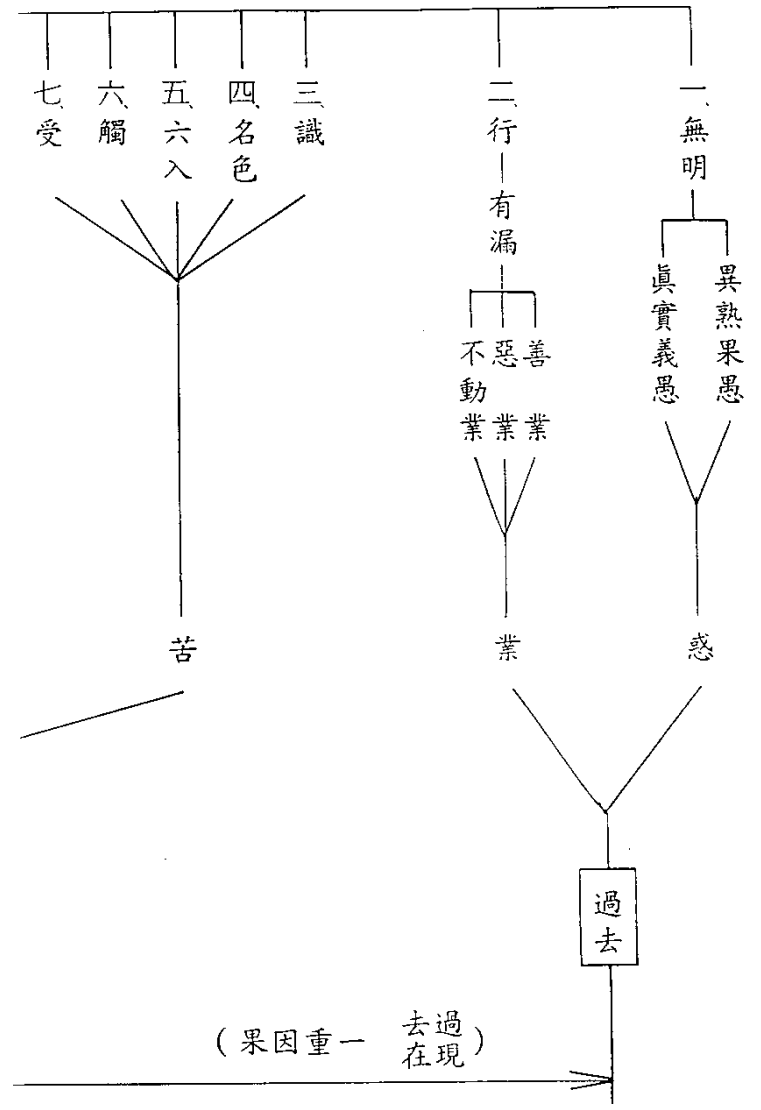 一、無明
異熟果愚
眞實義愚
惑
二、行
有漏
善業
惡業
不動業
業
過去
三、識
四、名色
五、六入
六、觸
七、受
苦
（果因重一　去過
在現）